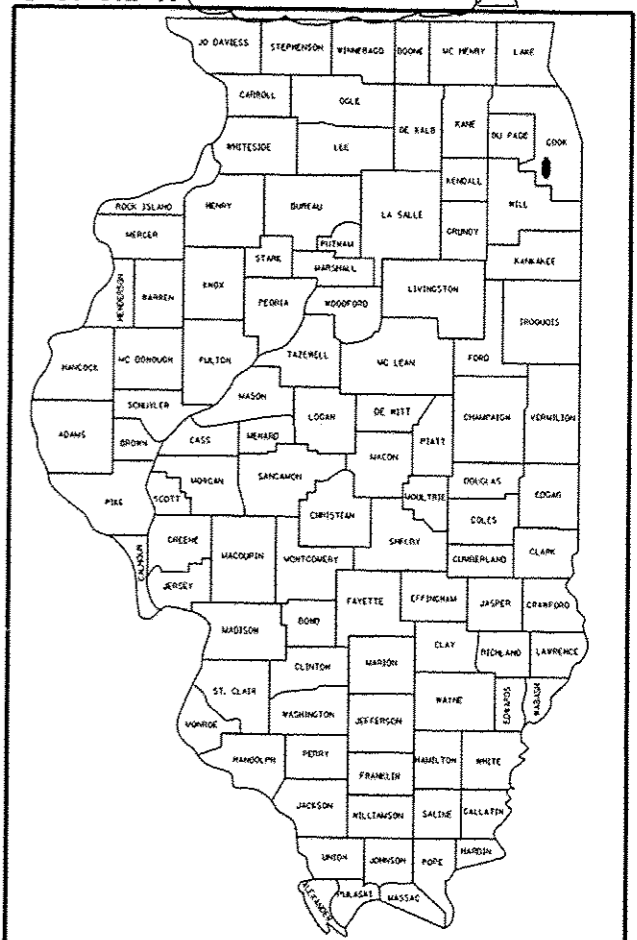 JO DAVIESS
STEPHENSON
WINNEBAGO
BOONE
MC HENRY
LAKE
CARROLL
OGLE
DE KALB
KANE
DU PAGE
COOK
WHITESIDE
LEE
KENDALL
WILL
ROCK ISLAND
HENRY
BUREAU
LA SALLE
GRUNDY
MERCER
PUTNAM
STARK
MARSHALL
KANKAKEE
HENDERSON
WARREN
KNOX
PEORIA
WOODFORD
LIVINGSTON
IROQUOIS
HANCOCK
MC DONOUGH
FULTON
TAZEWELL
MC LEAN
FORD
SCHUYLER
MASON
LOGAN
DE WITT
CHAMPAIGN
VERMILION
ADAMS
BROWN
CASS
MENARD
PIATT
MACON
PIKE
SCOTT
MORGAN
SANGAMON
MOULTRIE
DOUGLAS
EDGAR
CHRISTIAN
COLES
CALHOUN
GREENE
MACOUPIN
MONTGOMERY
SHELBY
CUMBERLAND
CLARK
JERSEY
FAYETTE
EFFINGHAM
JASPER
CRAWFORD
MADISON
BOND
CLAY
RICHLAND
LAWRENCE
CLINTON
MARION
ST. CLAIR
WAYNE
EDWARDS
WABASH
MONROE
WASHINGTON
JEFFERSON
RANDOLPH
PERRY
HAMILTON
WHITE
FRANKLIN
JACKSON
WILLIAMSON
SALINE
GALLATIN
UNION
JOHNSON
POPE
HARDIN
ALEXANDER
PULASKI
MASSAC